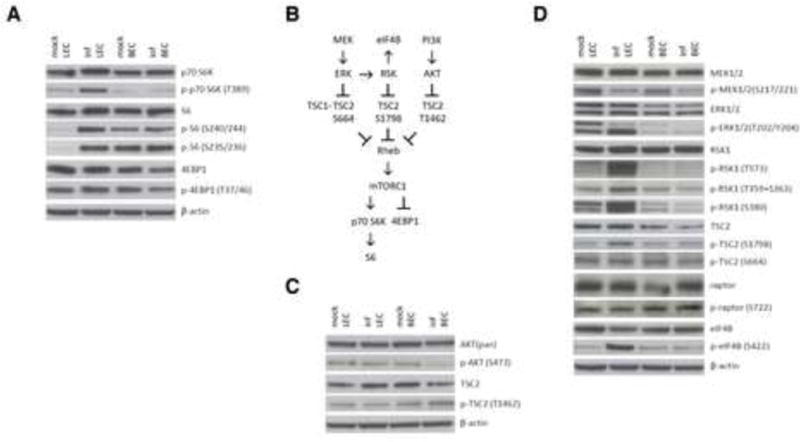 A
mock LEC
inf LEC
mock BEC
inf BEC
p70 S6K
p-p70 S6K (T389)
S6
p-S6 (S240/244)
p-S6 (S235/236)
4EBP1
p-4EBP1 (T37/46)
β-actin
B
MEK eIF4B PI3K
ERK RSK AKT
TSC1-TSC2 TSC2 TSC2
S664 S1798 T1462
Rheb
mTORC1
p70 S6K 4EBP1
S6
C
mock LEC
inf LEC
mock BEC
inf BEC
AKT(pan)
p-AKT (S473)
TSC2
p-TSC2 (T1462)
β-actin
D
mock LEC
inf LEC
mock BEC
inf BEC
MEK1/2
p-MEK1/2(S217/221)
ERK1/2
p-ERK1/2(T202/Y204)
RSK1
p-RSK1 (T573)
p-RSK1 (T359+S363)
p-RSK1 (S380)
TSC2
p-TSC2 (S1798)
p-TSC2 (S664)
raptor
p-raptor (S722)
eIF4B
p-eIF4B (S422)
β-actin